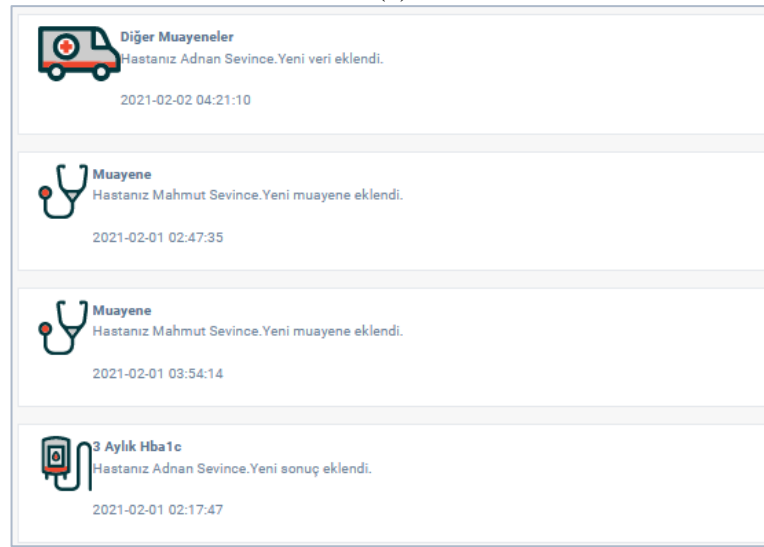 Diğer Muayeneler
Hastanız Adnan Sevince.Yeni veri eklendi.
2021-02-02 04:21:10
Muayene
Hastanız Mahmut Sevince.Yeni muayene eklendi.
2021-02-01 02:47:35
Muayene
Hastanız Mahmut Sevince.Yeni muayene eklendi.
2021-02-01 03:54:14
3 Aylık Hba1c
Hastanız Adnan Sevince.Yeni sonuç eklendi.
2021-02-01 02:17:47